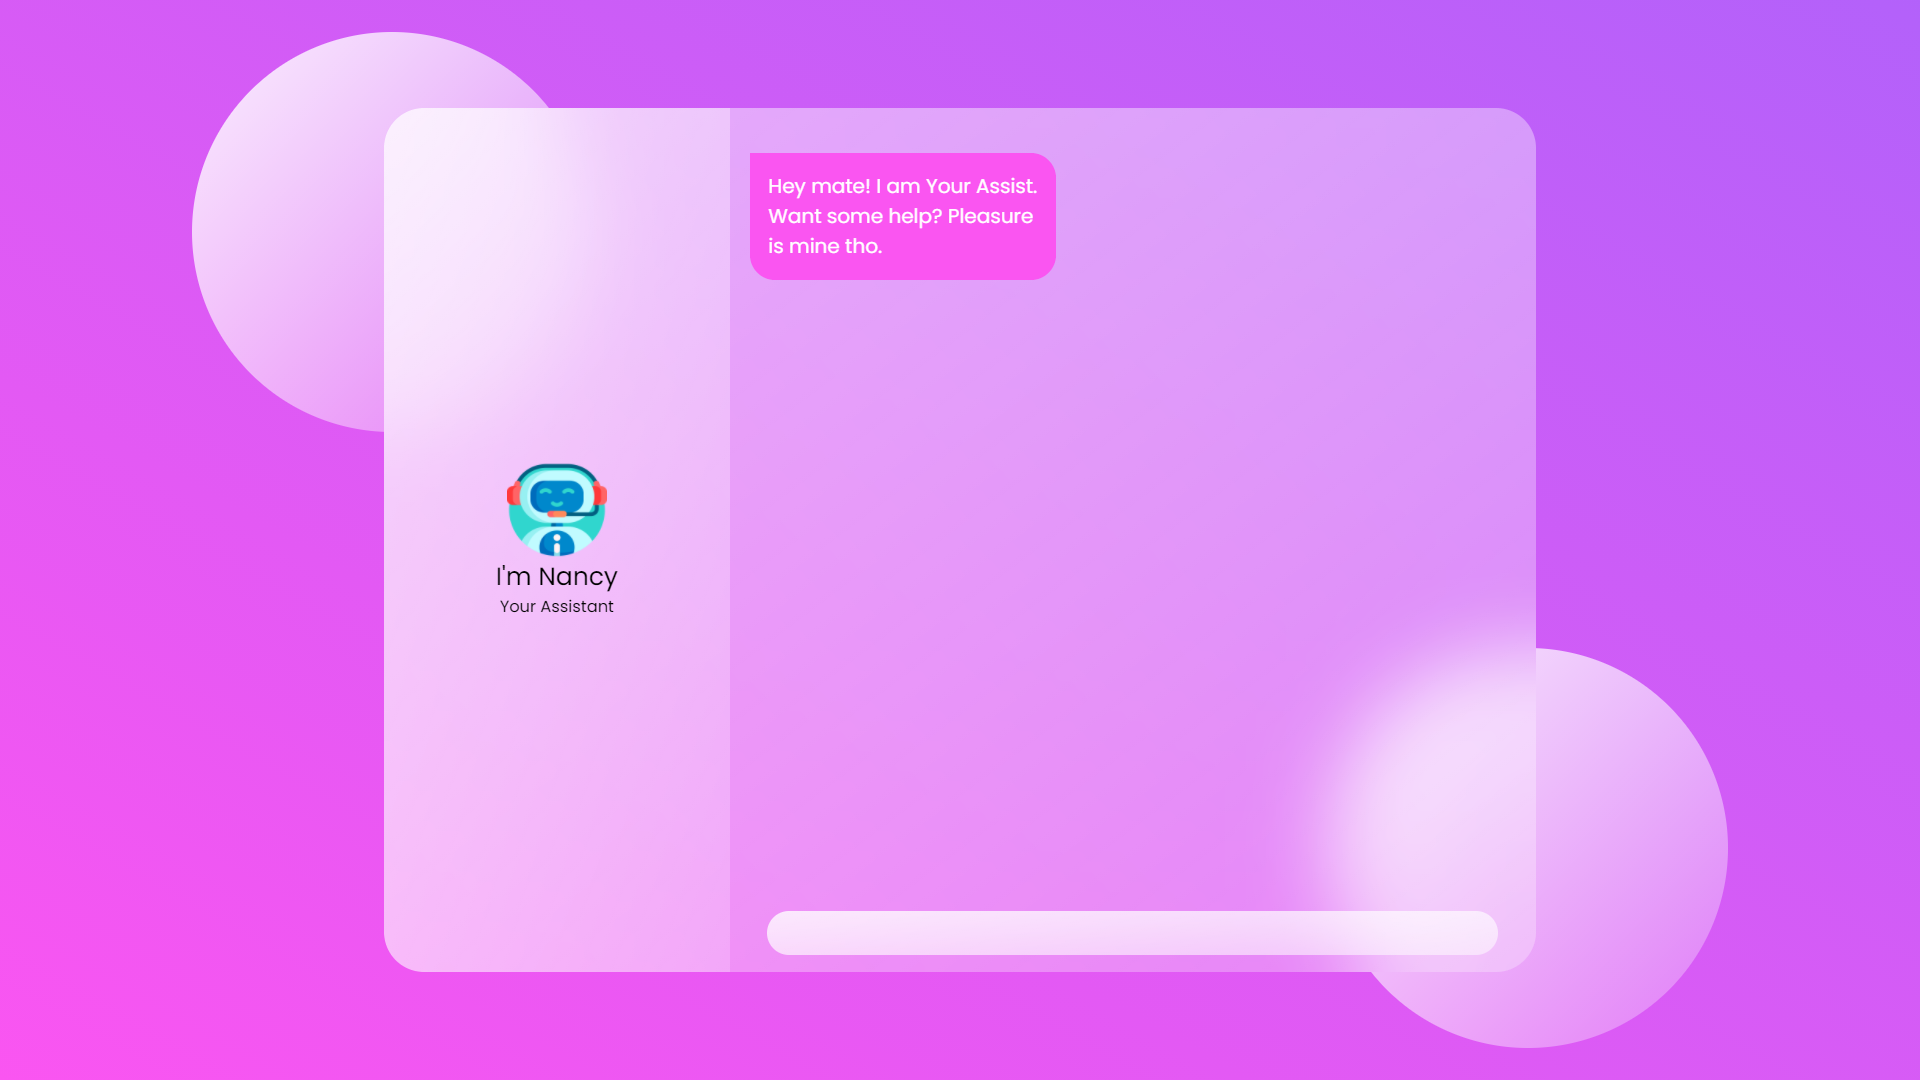 Hey mate! I am Your Assist.
Want some help? Pleasure
is mine tho.
I'm Nancy
Your Assistant